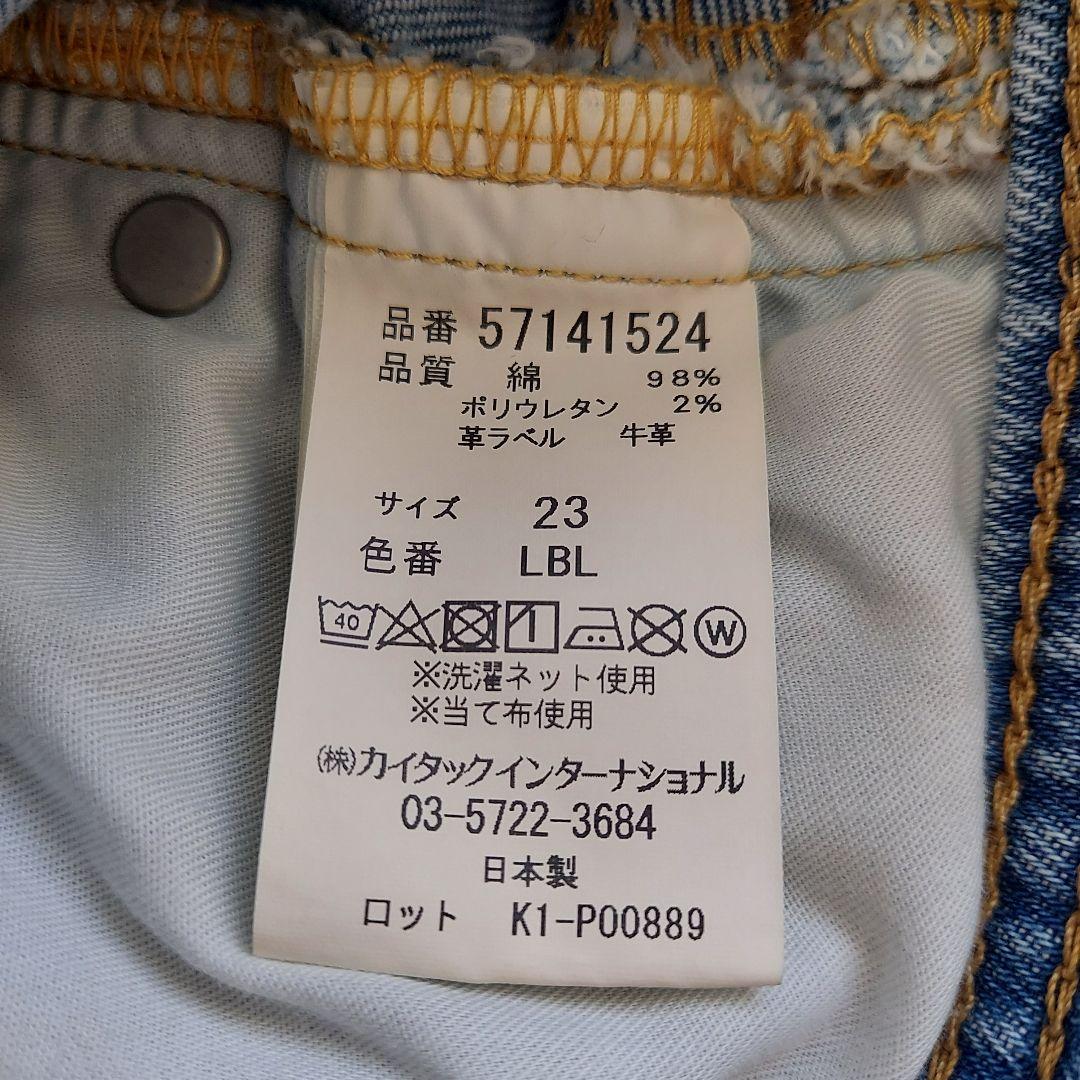 品番 57141524
品質 綿 98%
ポリウレタン 2%
革ラベル 牛革
サイズ 23
色番 LBL
40 W
※洗濯ネット使用
※当て布使用
㈱カイタックインターナショナル
03-5722-3684
日本製
ロット K1-P00889